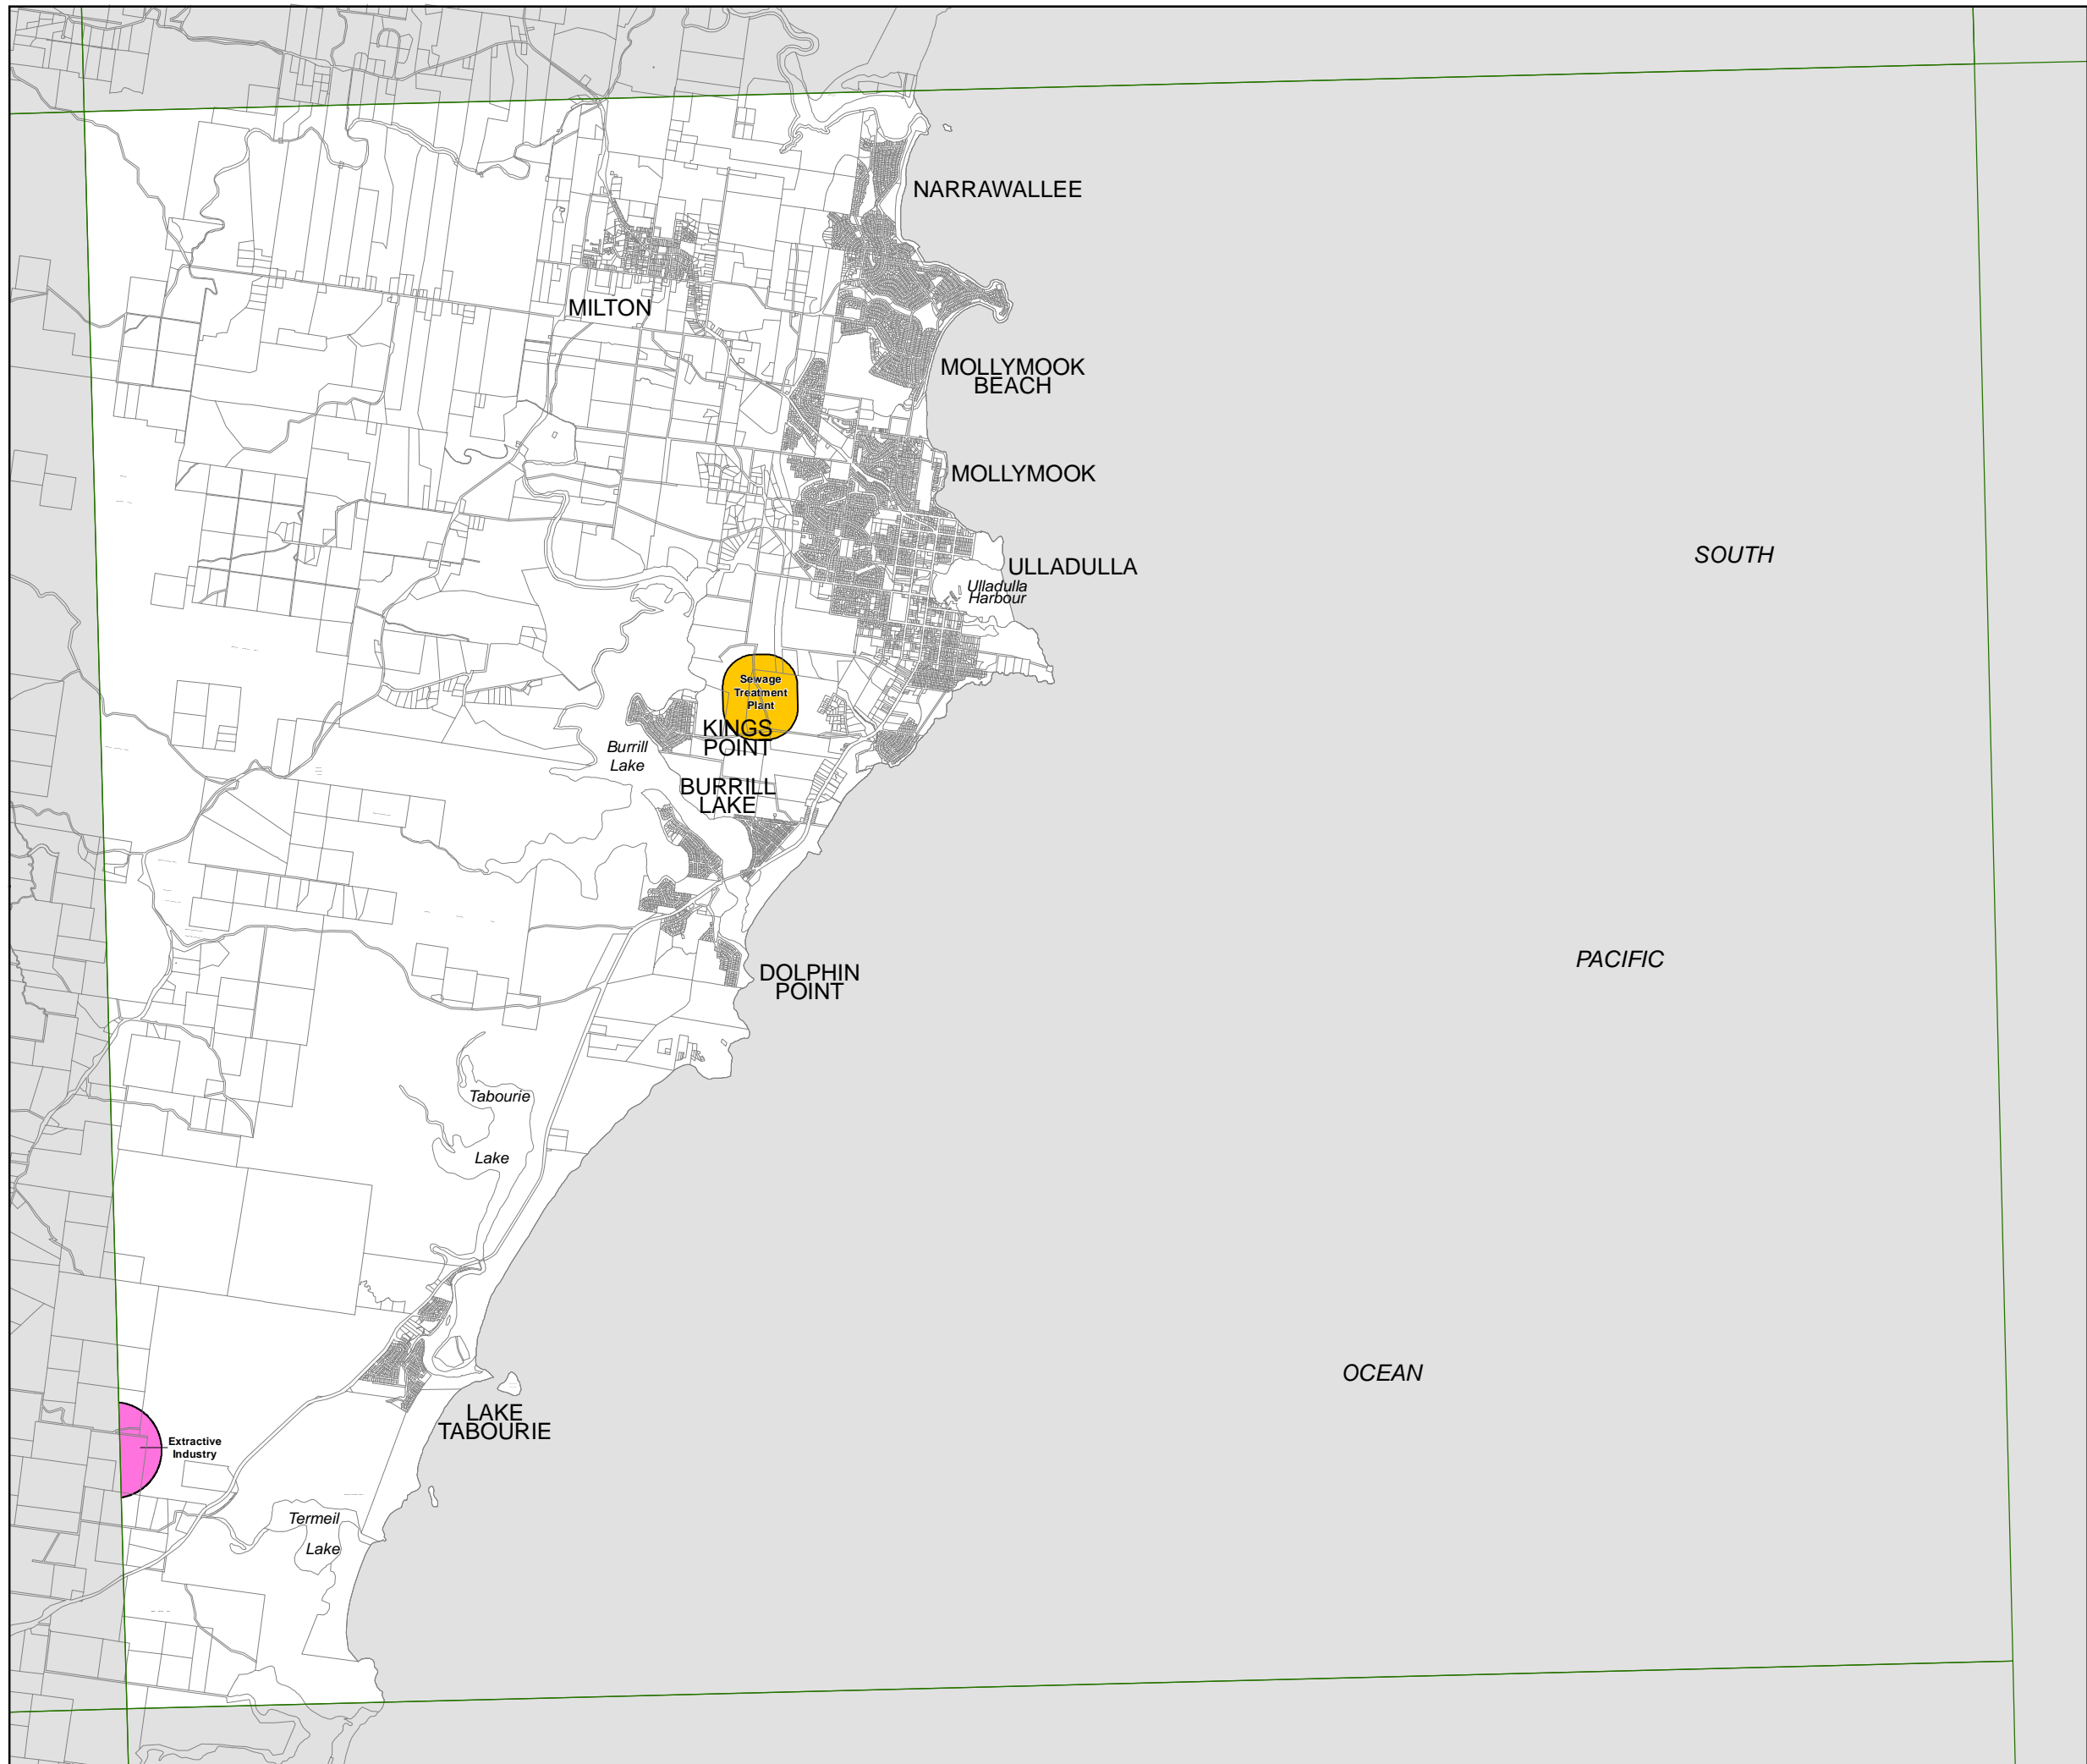 NARRAWALLEE
MILTON
MOLLYMOOK
BEACH
MOLLYMOOK
SOUTH
ULLADULLA
Ulladulla
Harbour
Sewage
Treatment
Plant
KINGS
POINT
Burrill
Lake
BURRILL
LAKE
PACIFIC
DOLPHIN
POINT
Tabourie
Lake
OCEAN
LAKE
TABOURIE
Extractive
Industry
Termeil
Lake